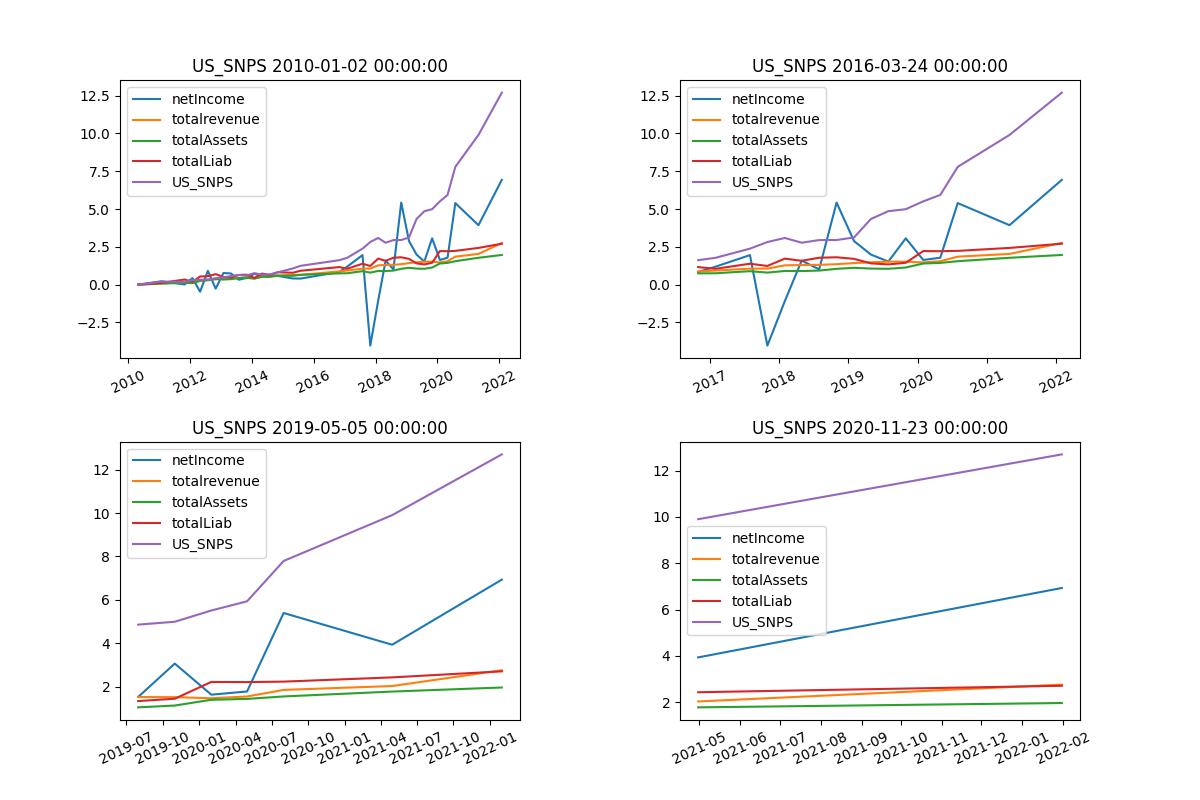 US_SNPS 2010-01-02 00:00:00
netIncome
totalrevenue
totalAssets
totalLiab
US_SNPS
12.5
10.0
7.5
5.0
2.5
0.0
−2.5
2010 2012 2014 2016 2018 2020 2022
US_SNPS 2016-03-24 00:00:00
netIncome
totalrevenue
totalAssets
totalLiab
US_SNPS
12.5
10.0
7.5
5.0
2.5
0.0
−2.5
2017 2018 2019 2020 2021 2022
US_SNPS 2019-05-05 00:00:00
netIncome
totalrevenue
totalAssets
totalLiab
US_SNPS
12
10
8
6
4
2
2019-07 2019-10 2020-01 2020-04 2020-07 2020-10 2021-01 2021-04 2021-07 2021-10 2022-01
US_SNPS 2020-11-23 00:00:00
12
10
8
6
4
2
netIncome
totalrevenue
totalAssets
totalLiab
US_SNPS
2021-05 2021-06 2021-07 2021-08 2021-09 2021-10 2021-11 2021-12 2022-01 2022-02